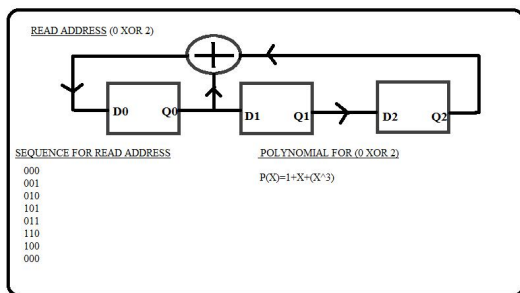 READ ADDRESS (0 XOR 2)
D0 Q0 D1 Q1 D2 Q2
SEQUENCE FOR READ ADDRESS
000
001
010
101
011
110
100
000
POLYNOMIAL FOR (0 XOR 2)
P(X)=1+X+(X^3)